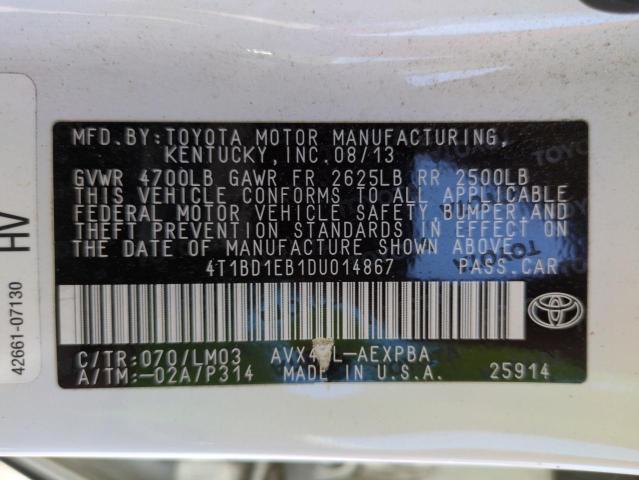 MFD.BY:TOYOTA MOTOR MANUFACTURING,
KENTUCKY,INC.08/13
GVWR 4700LB GAWR FR 2625LB RR 2500LB
THIS VEHICLE CONFORMS TO ALL APPLICABLE
FEDERAL MOTOR VEHICLE SAFETY BUMPER,AND
THEFT PREVENTION STANDARDS IN EFFECT ON
THE DATE OF MANUFACTURE SHOWN ABOVE.
4T1BD1EB1DU014867 PASS.CAR
C/TR:070/LM03
A/TM:-02A7P314 MADE IN U.S.A. 25914
TOYOTA
TOYOTA
42661-07130
HV